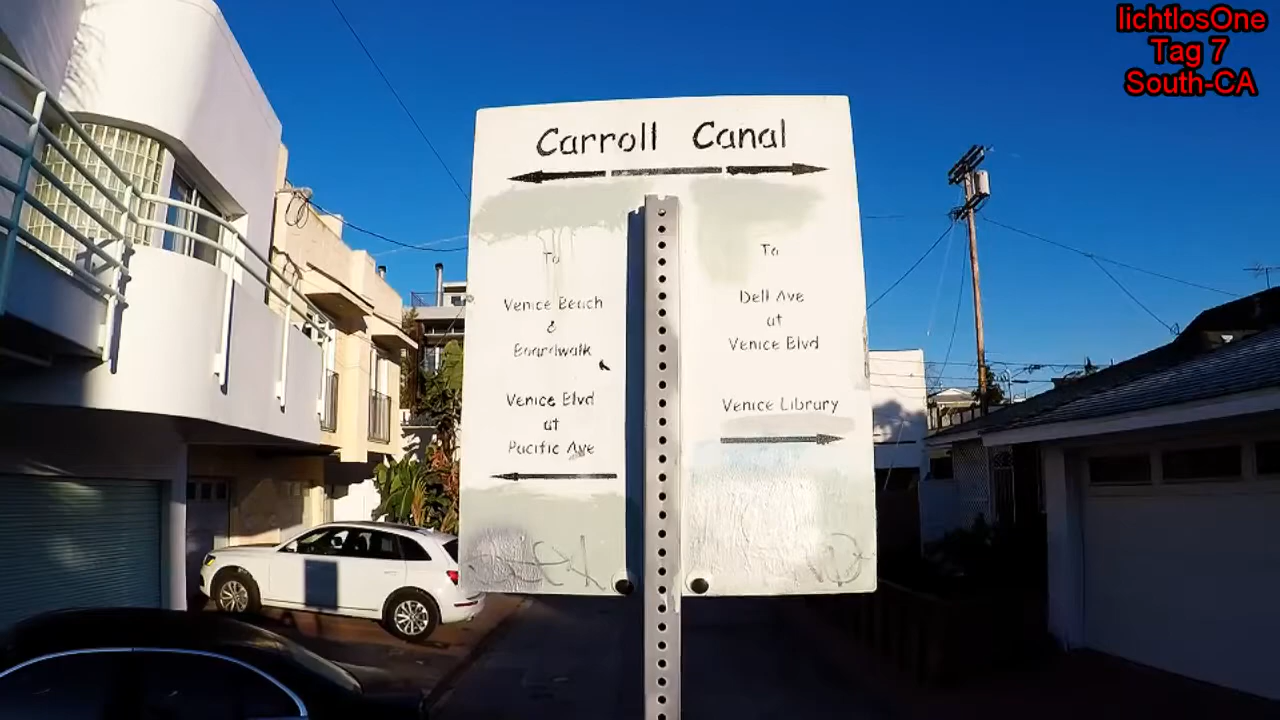 lichtlosOne
Tag 7
South-CA
Carroll Canal
To
Venice Beach
&
Boardwalk
Venice Blvd
at
Pacific Ave
To
Dell Ave
at
Venice Blvd
Venice Library